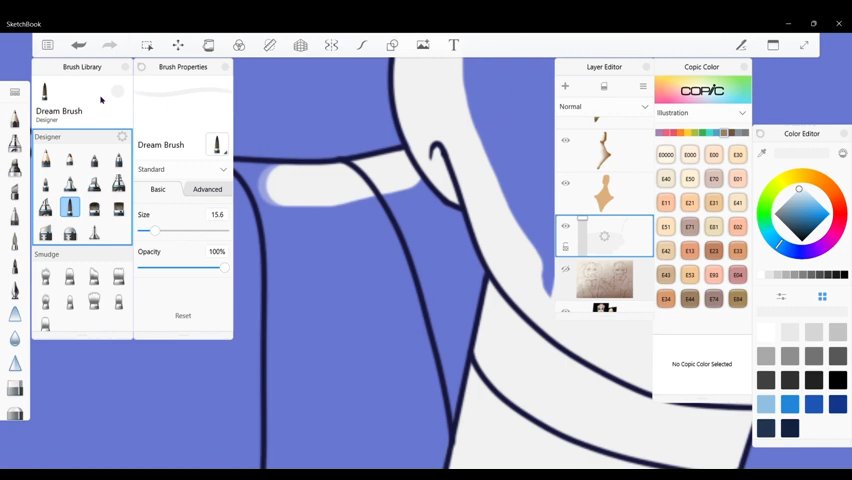 SketchBook
T
Brush Library
Brush Properties
Layer Editor
Copic Color
Dream Brush
Designer
Normal
COPIC
Illustration
Color Editor
Designer
Dream Brush
Standard
Basic
Advanced
Size
15.6
Opacity
100%
Reset
Smudge
E0000 E000 E00 E30
E40 E50 E70 E01
E11 E21 E31 E41
E51 E71 E81 E02
E42 E13 E23 E33
E43 E53 E93 E04
E34 E44 E74 E84
No Copic Color Selected